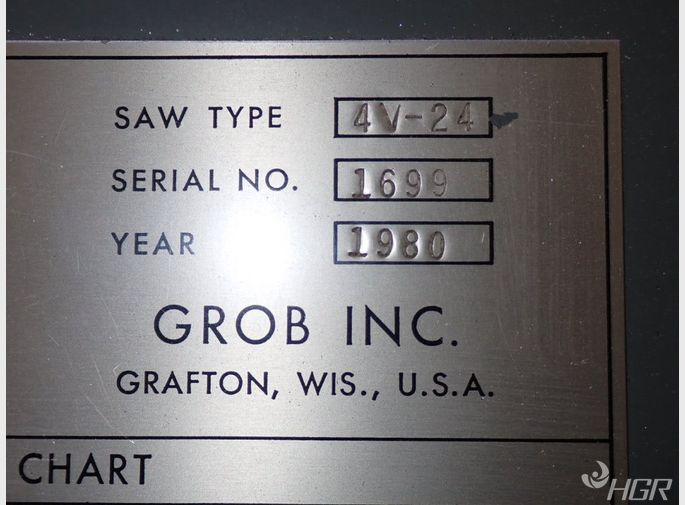 SAW TYPE 4V-24
SERIAL NO. 1699
YEAR 1980
GROB INC.
GRAFTON, WIS., U.S.A.
CHART
HGR